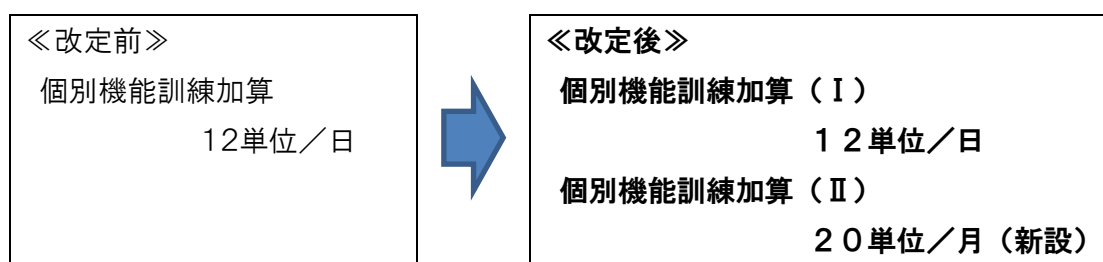 ≪改定前≫
個別機能訓練加算
12単位／日
≪改定後≫
個別機能訓練加算（Ⅰ）
１２単位／日
個別機能訓練加算（Ⅱ）
２０単位／月（新設）